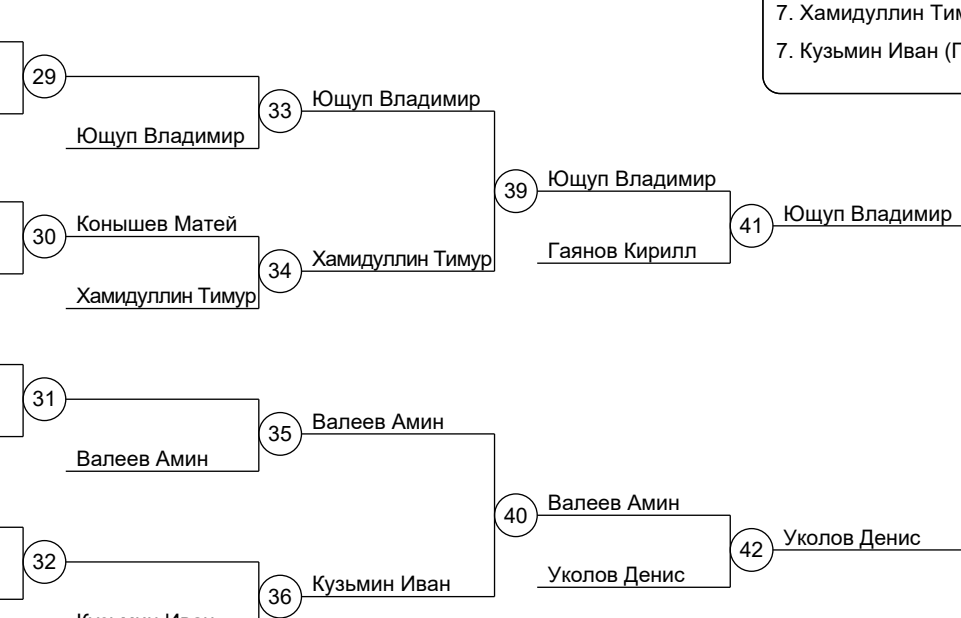 7. Хамидуллин
7. Кузьмин Иван
29
Ющуп Владимир
33
Ющуп Владимир
30
Конышев Матей
Хамидуллин Тимур
34
Хамидуллин Тимур
39
Ющуп Владимир
Гаянов Кирилл
41
Ющуп Владимир
31
Валеев Амин
35
Валеев Амин
32
36
Кузьмин Иван
40
Валеев Амин
Уколов Денис
42
Уколов Денис